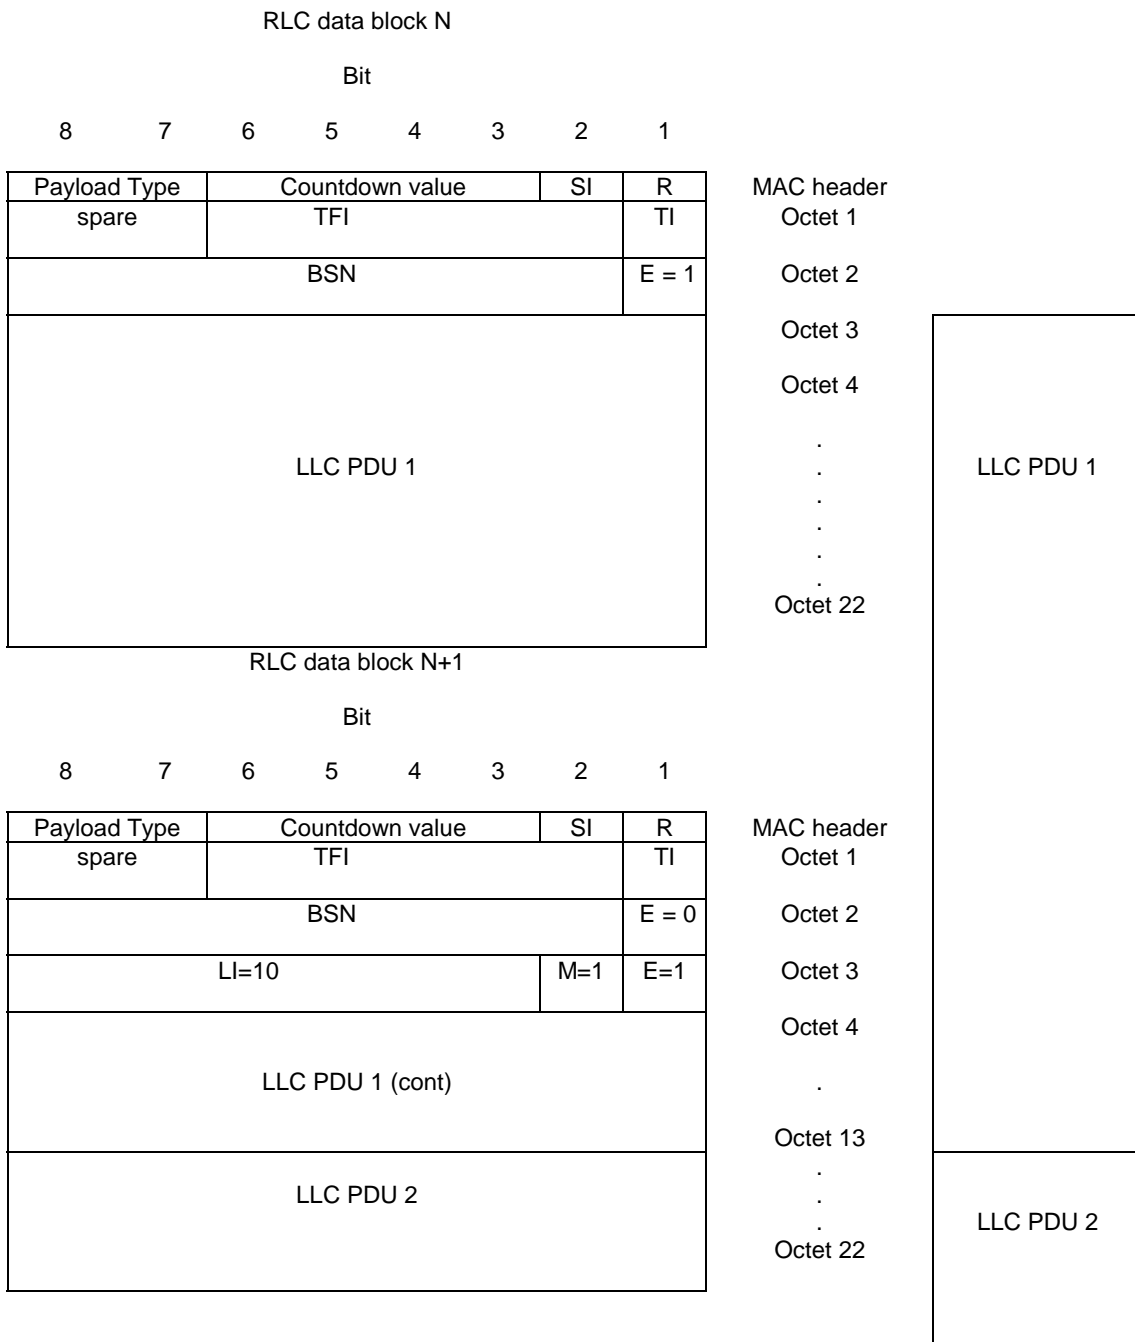 RLC data block N
Bit
8 7 6 5 4 3 2 1
Payload Type Countdown value SI R MAC header
spare TFI TI Octet 1
BSN E = 1 Octet 2
Octet 3
Octet 4
.
LLC PDU 1 . LLC PDU 1
.
.
.
.
Octet 22
RLC data block N+1
Bit
8 7 6 5 4 3 2 1
Payload Type Countdown value SI R MAC header
spare TFI TI Octet 1
BSN E = 0 Octet 2
LI=10 M=1 E=1 Octet 3
Octet 4
LLC PDU 1 (cont) .
Octet 13
.
LLC PDU 2 .
. LLC PDU 2
Octet 22